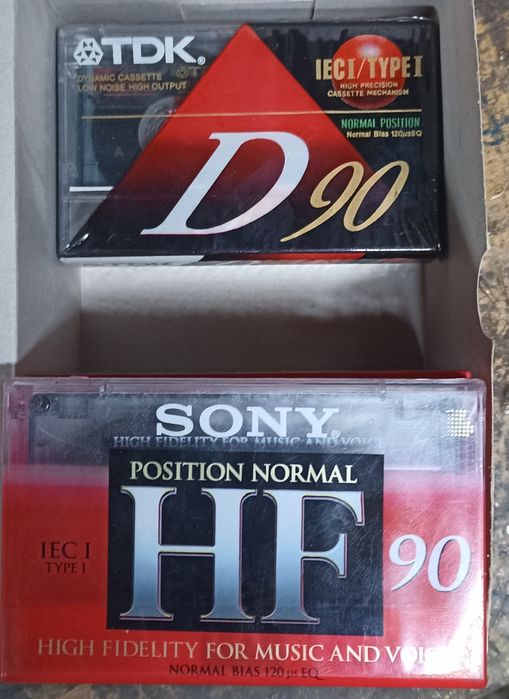 TDK®
DYNAMIC CASSETTE
LOW NOISE HIGH OUTPUT
A
IECI/TYPE I
HIGH PRECISION
CASSETTE MECHANISM
NORMAL POSITION
Normal Bias 120µsEQ
D90
SONY®
HIGH FIDELITY FOR MUSIC AND VOICE
POSITION NORMAL
HF
IEC I
TYPE I
90
HIGH FIDELITY FOR MUSIC AND VOICE
NORMAL BIAS 120 µs EQ